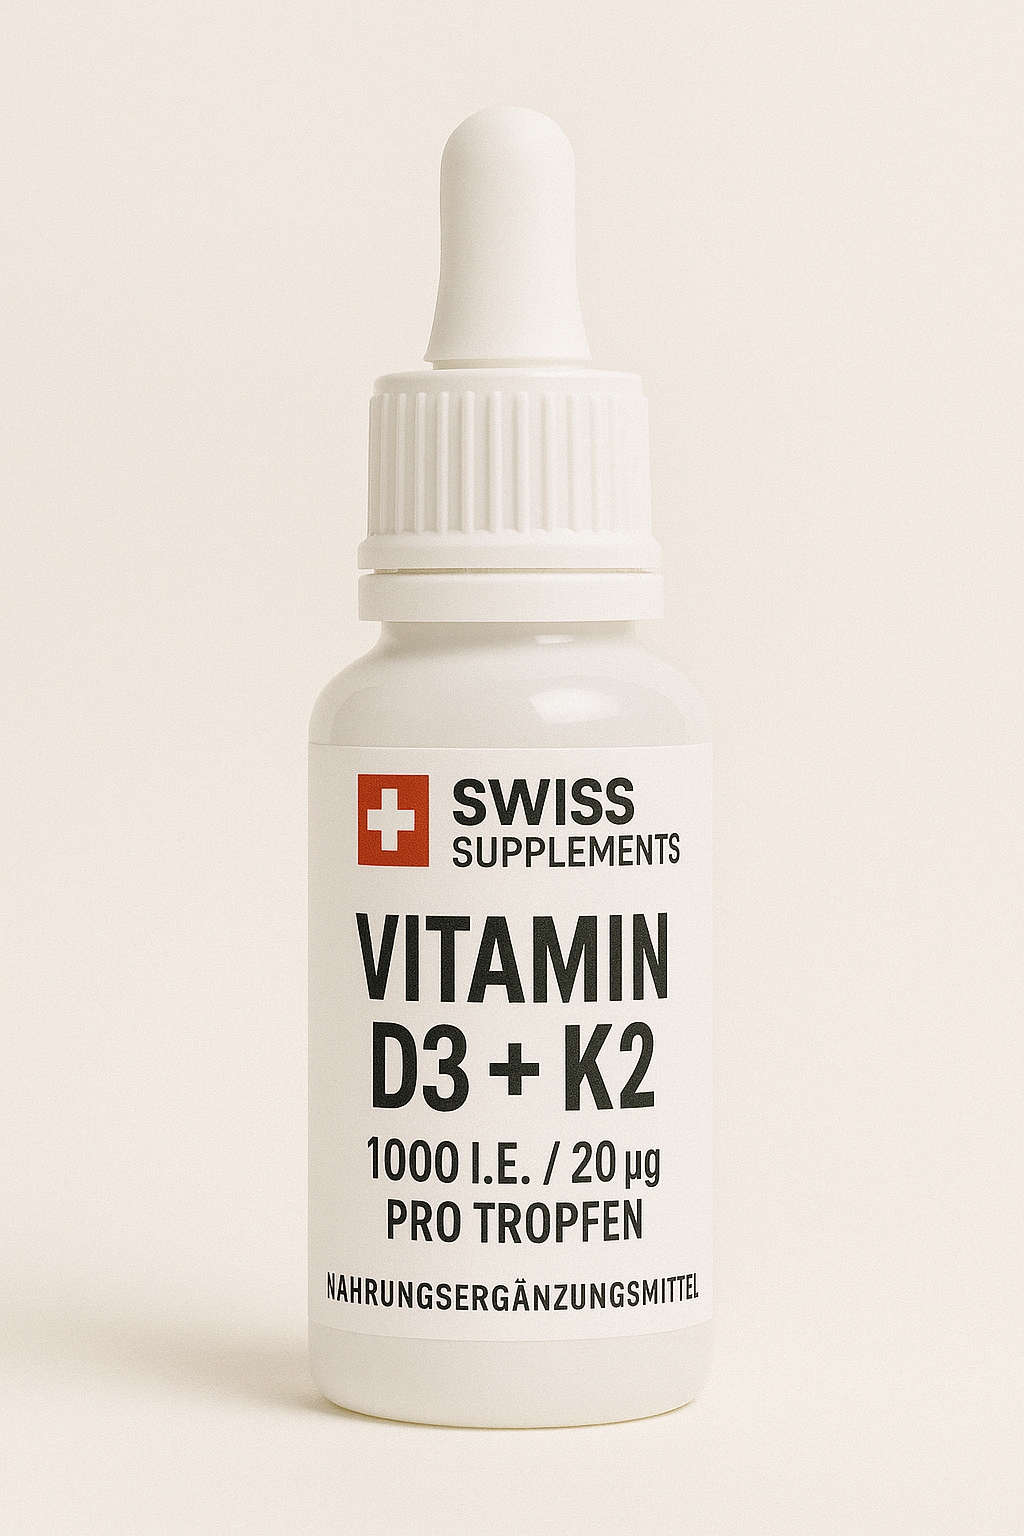 SWISS
SUPPLEMENTS
VITAMIN
D3 + K2
1000 I.E. / 20 µg
PRO TROPFEN
NAHRUNGSERGÄNZUNGSMITTEL